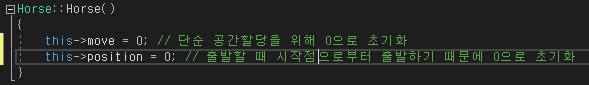 Horse::Horse()
{
this->move = 0; // 단순 공간할당을 위해 0으로 초기화
this->position = 0; // 출발할 때 시작점으로부터 출발하기 때문에 0으로 초기화
}